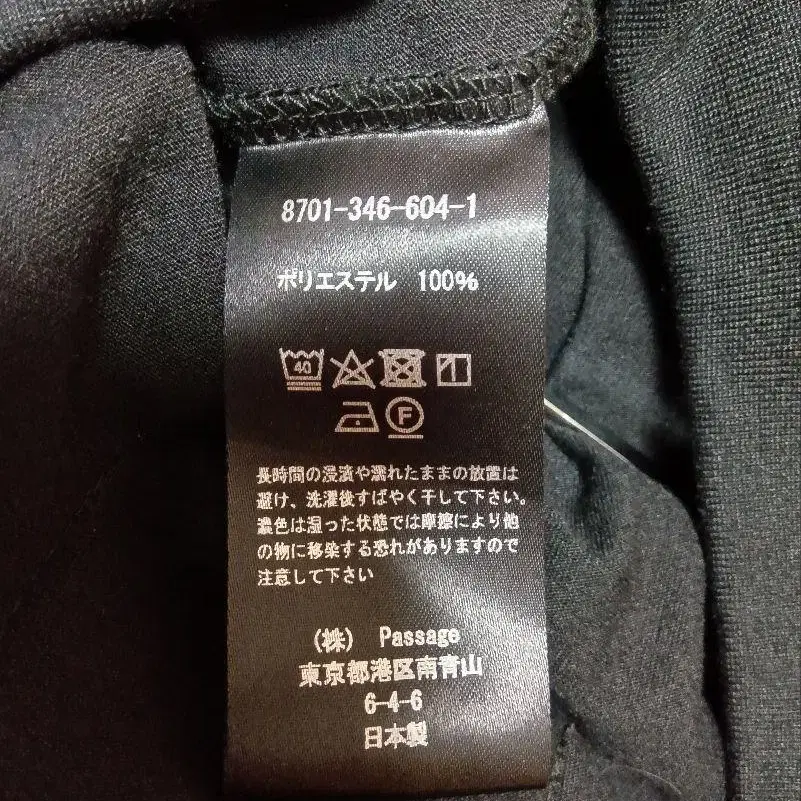 8701-346-604-1
ポリエステル 100%
40
F
長時間の浸漬や濡れたままの放置は
避け、洗濯後すばやく干して下さい。
濃色は湿った状態では摩擦により他
の物に移染する恐れがありますので
注意して下さい
(株) Passage
東京都港区南青山
6-4-6
日本製